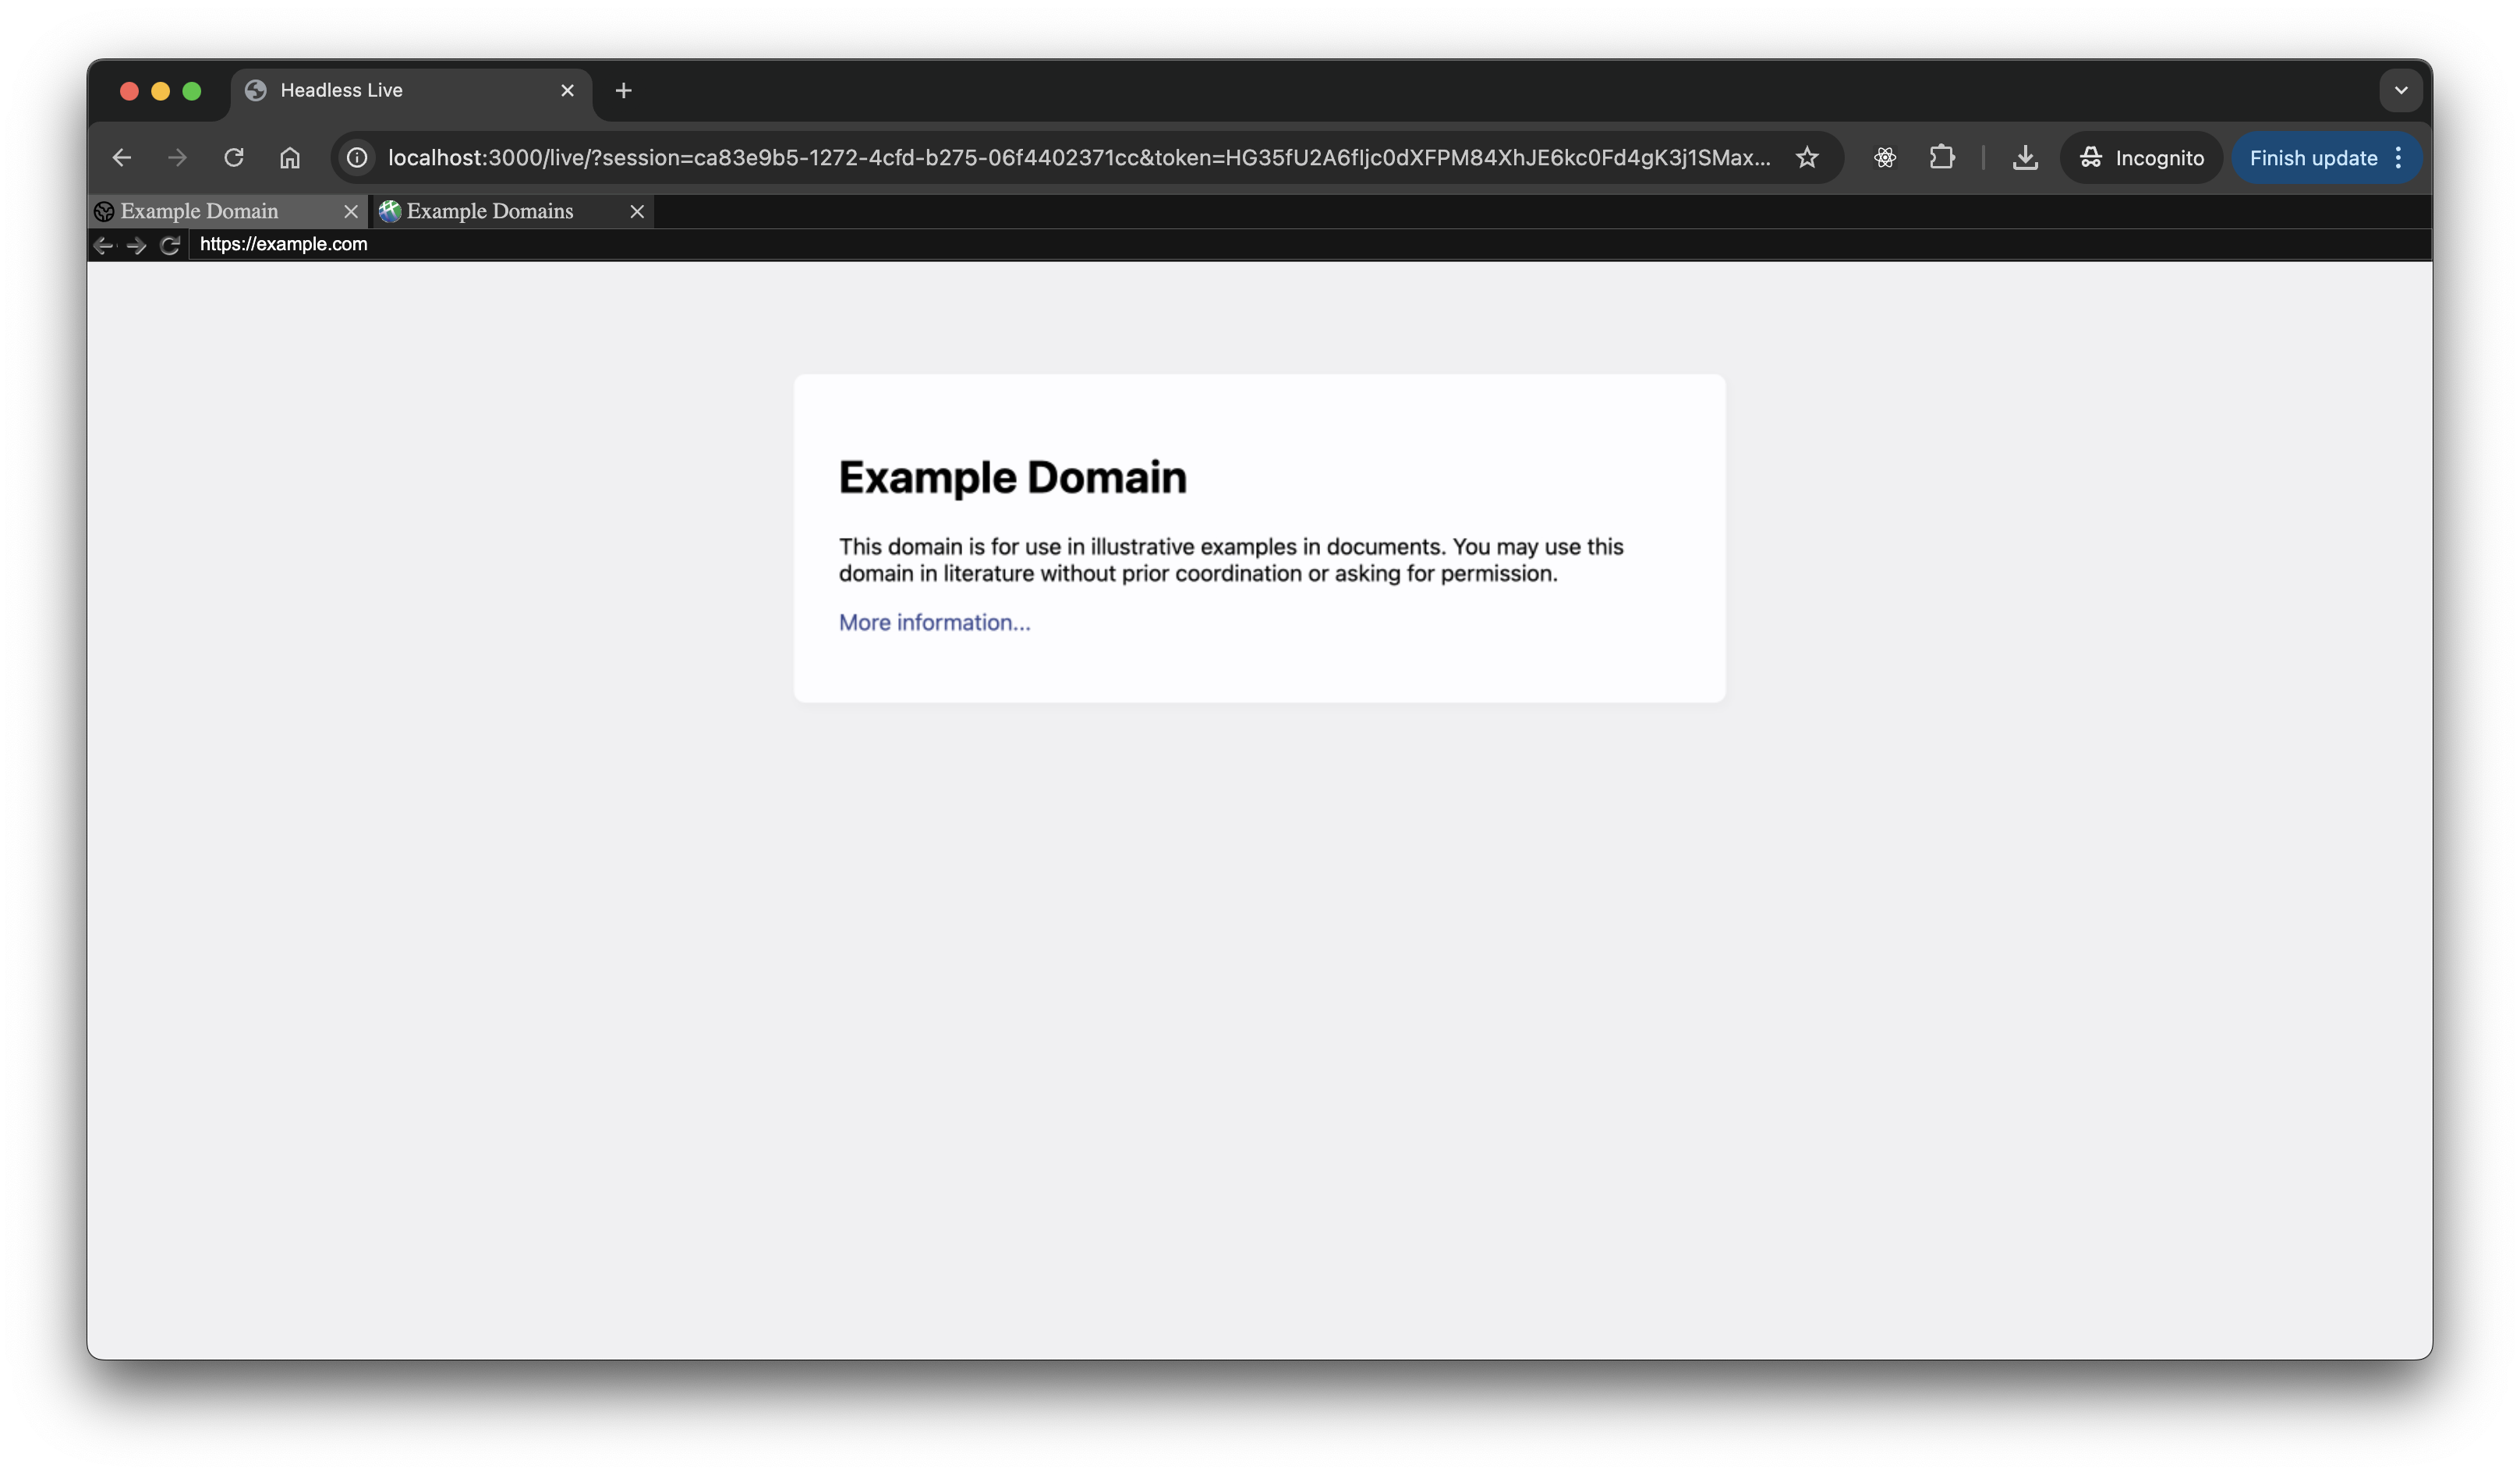 Headless Live
localhost:3000/live/?session=ca83e9b5-1272-4cfd-b275-06f4402371cc&token=HG35fU2A6fIjc0dXFPM84XhJE6kc0Fd4gK3j1SMax...
Incognito
Finish update
Example Domain
Example Domains
https://example.com
Example Domain
This domain is for use in illustrative examples in documents. You may use this
domain in literature without prior coordination or asking for permission.
More information...